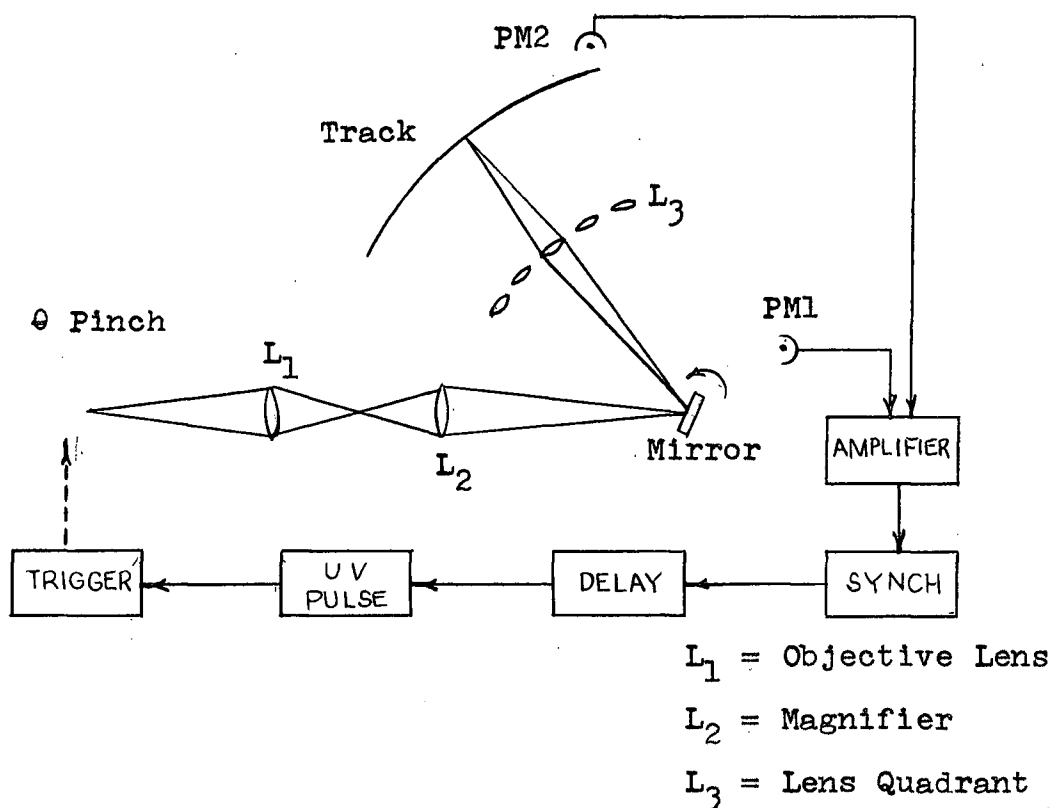 PM2
Track
L3
θ Pinch
PM1
L1
L2
Mirror
AMPLIFIER
TRIGGER
UV
PULSE
DELAY
SYNCH
L1 = Objective Lens
L2 = Magnifier
L3 = Lens Quadrant